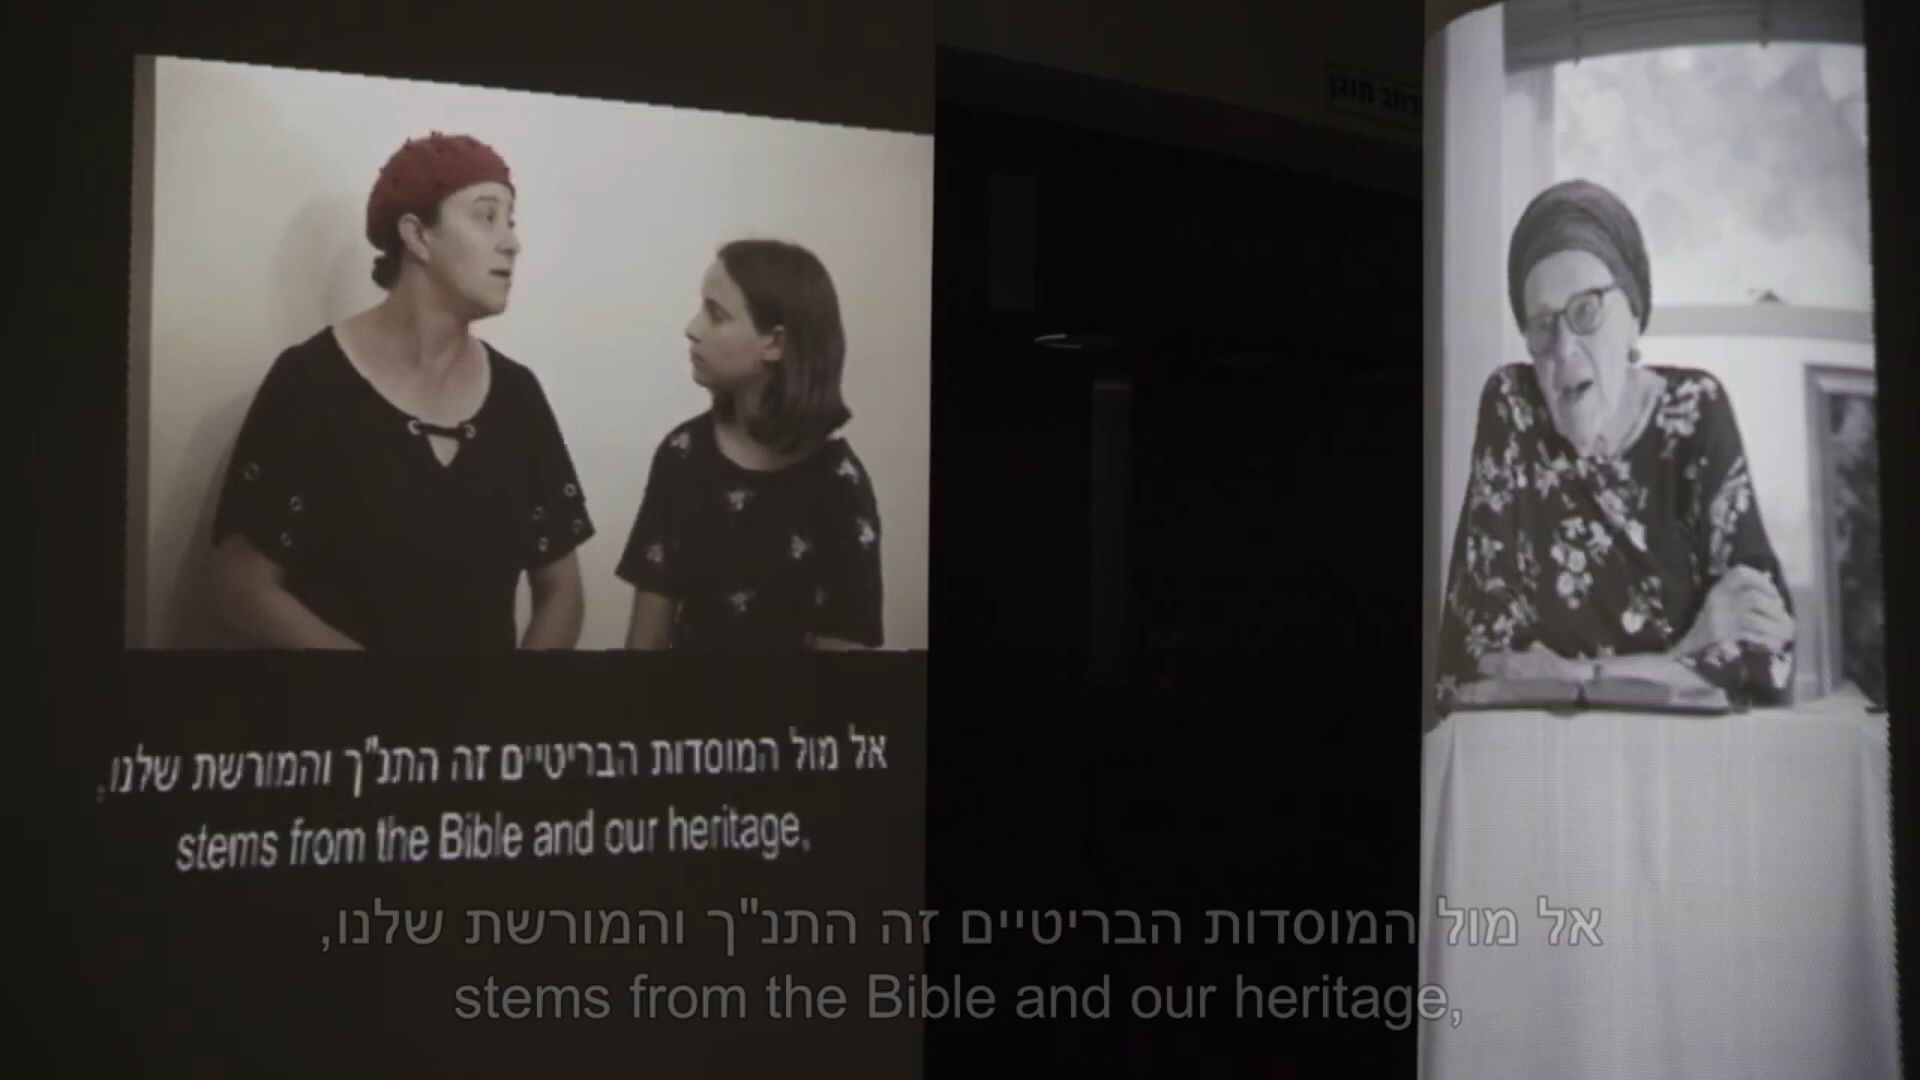 אל מול המוסדות הבריטיים זה התנ"ך והמורשת שלנו,
stems from the Bible and our heritage,
אל מול המוסדות הבריטיים זה התנ"ך והמורשת שלנו,
stems from the Bible and our heritage,